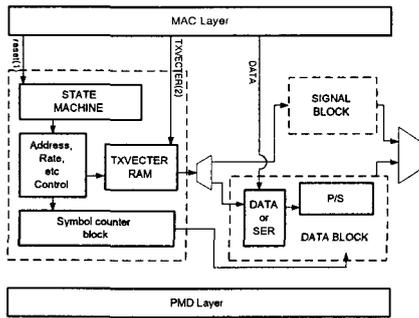 MAC Layer
reset(1)
TXVECTER(2)
DATA
STATE
MACHINE
SIGNAL
BLOCK
Address,
Rate,
etc
Control
TXVECTER
RAM
DATA
or
SER
P/S
DATA BLOCK
Symbol counter
block
PMD Layer